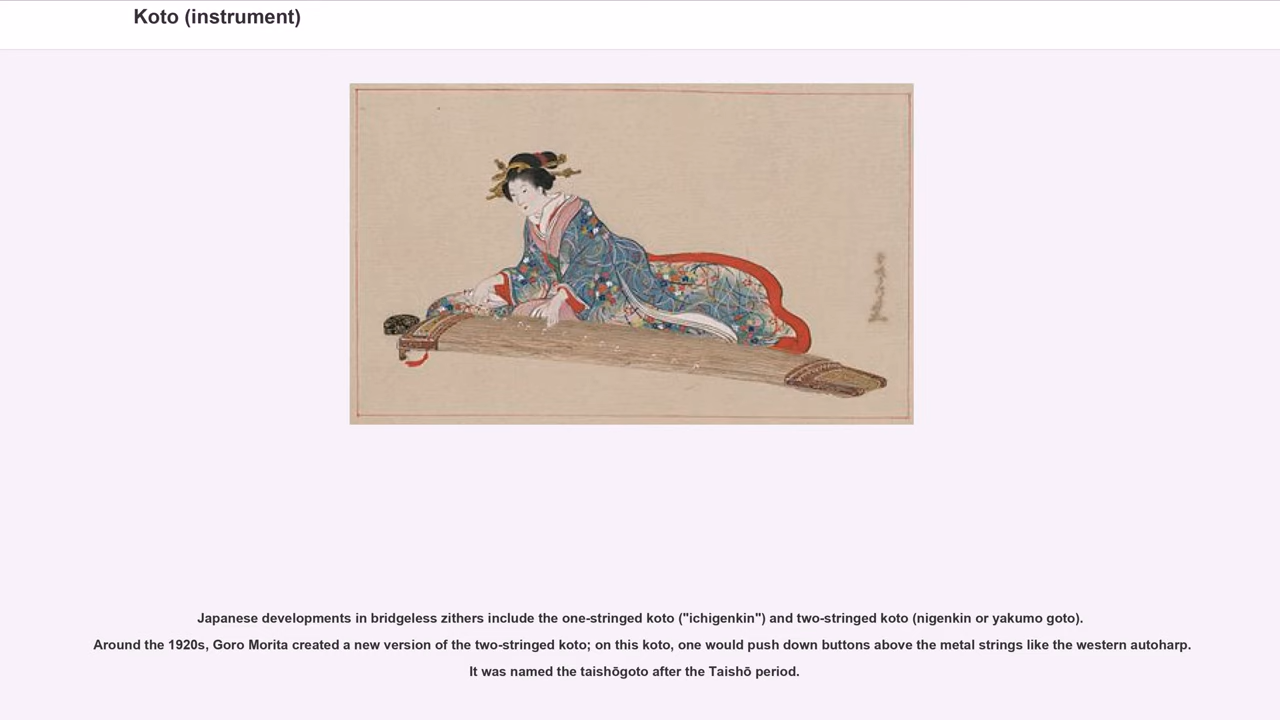 Koto (instrument)
Japanese developments in bridgeless zithers include the one-stringed koto ("ichigenkin") and two-stringed koto (nigenkin or yakumo goto).
Around the 1920s, Goro Morita created a new version of the two-stringed koto; on this koto, one would push down buttons above the metal strings like the western autoharp.
It was named the taishōgoto after the Taishō period.